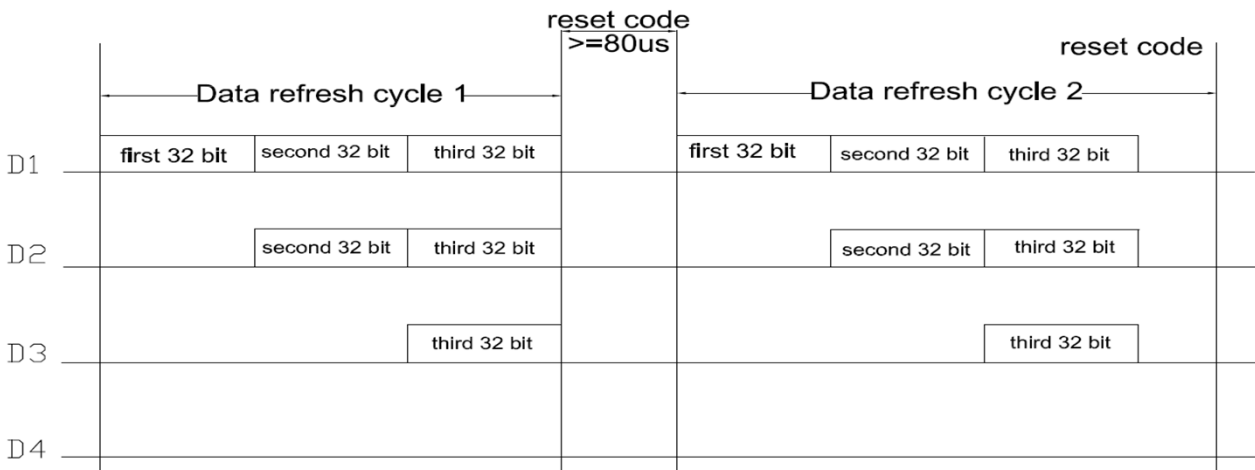 reset code
>=80us
reset code
Data refresh cycle 1
Data refresh cycle 2
D1 first 32 bit second 32 bit third 32 bit first 32 bit second 32 bit third 32 bit
D2 second 32 bit third 32 bit second 32 bit third 32 bit
D3 third 32 bit third 32 bit
D4